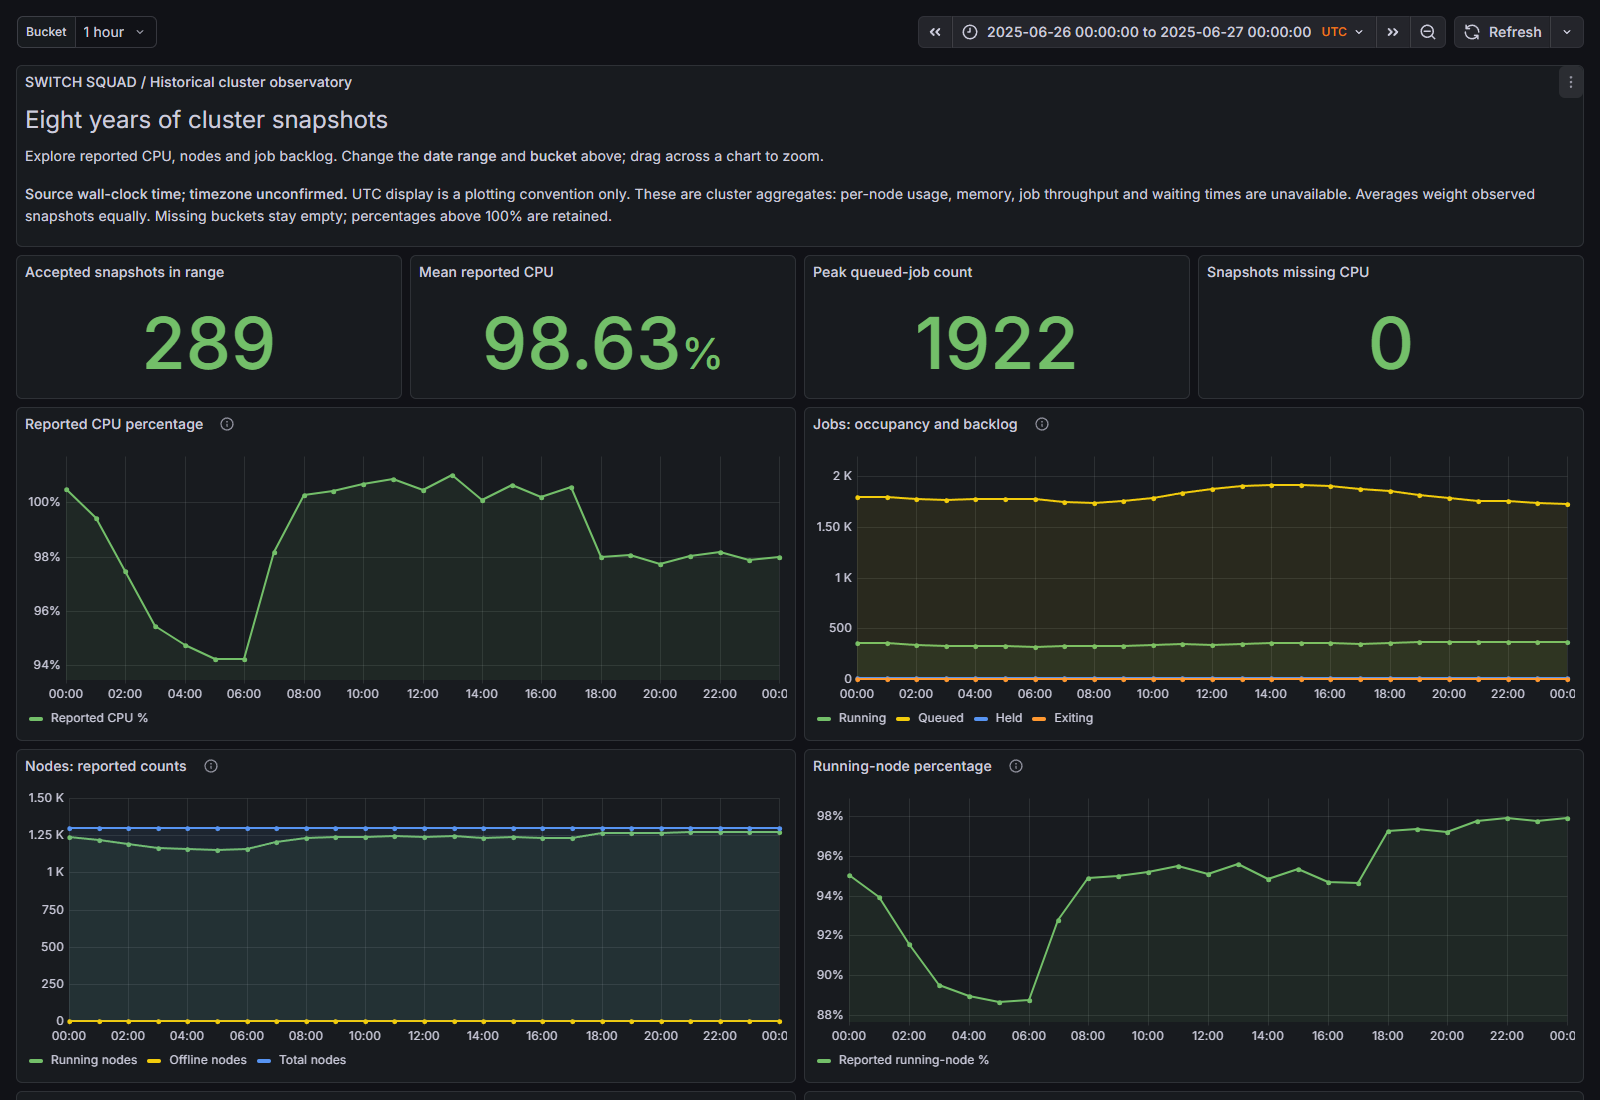 Bucket 1 hour 2025-06-26 00:00:00 to 2025-06-27 00:00:00 UTC Refresh
SWITCH SQUAD / Historical cluster observatory
Eight years of cluster snapshots
Explore reported CPU, nodes and job backlog. Change the date range and bucket above; drag across a chart to zoom.
Source wall-clock time; timezone unconfirmed. UTC display is a plotting convention only. These are cluster aggregates: per-node usage, memory, job throughput and waiting times are unavailable. Averages weight observed
snapshots equally. Missing buckets stay empty; percentages above 100% are retained.
Accepted snapshots in range
289
Mean reported CPU
98.63%
Peak queued-job count
1922
Snapshots missing CPU
0
Reported CPU percentage
100%
98%
96%
94%
00:00 02:00 04:00 06:00 08:00 10:00 12:00 14:00 16:00 18:00 20:00 22:00 00:0
Reported CPU %
Jobs: occupancy and backlog
2 K
1.50 K
1 K
500
0
00:00 02:00 04:00 06:00 08:00 10:00 12:00 14:00 16:00 18:00 20:00 22:00 00:0
Running Queued Held Exiting
Nodes: reported counts
1.50 K
1.25 K
1 K
750
500
250
0
00:00 02:00 04:00 06:00 08:00 10:00 12:00 14:00 16:00 18:00 20:00 22:00 00:0
Running nodes Offline nodes Total nodes
Running-node percentage
98%
96%
94%
92%
90%
88%
00:00 02:00 04:00 06:00 08:00 10:00 12:00 14:00 16:00 18:00 20:00 22:00 00:0
Reported running-node %